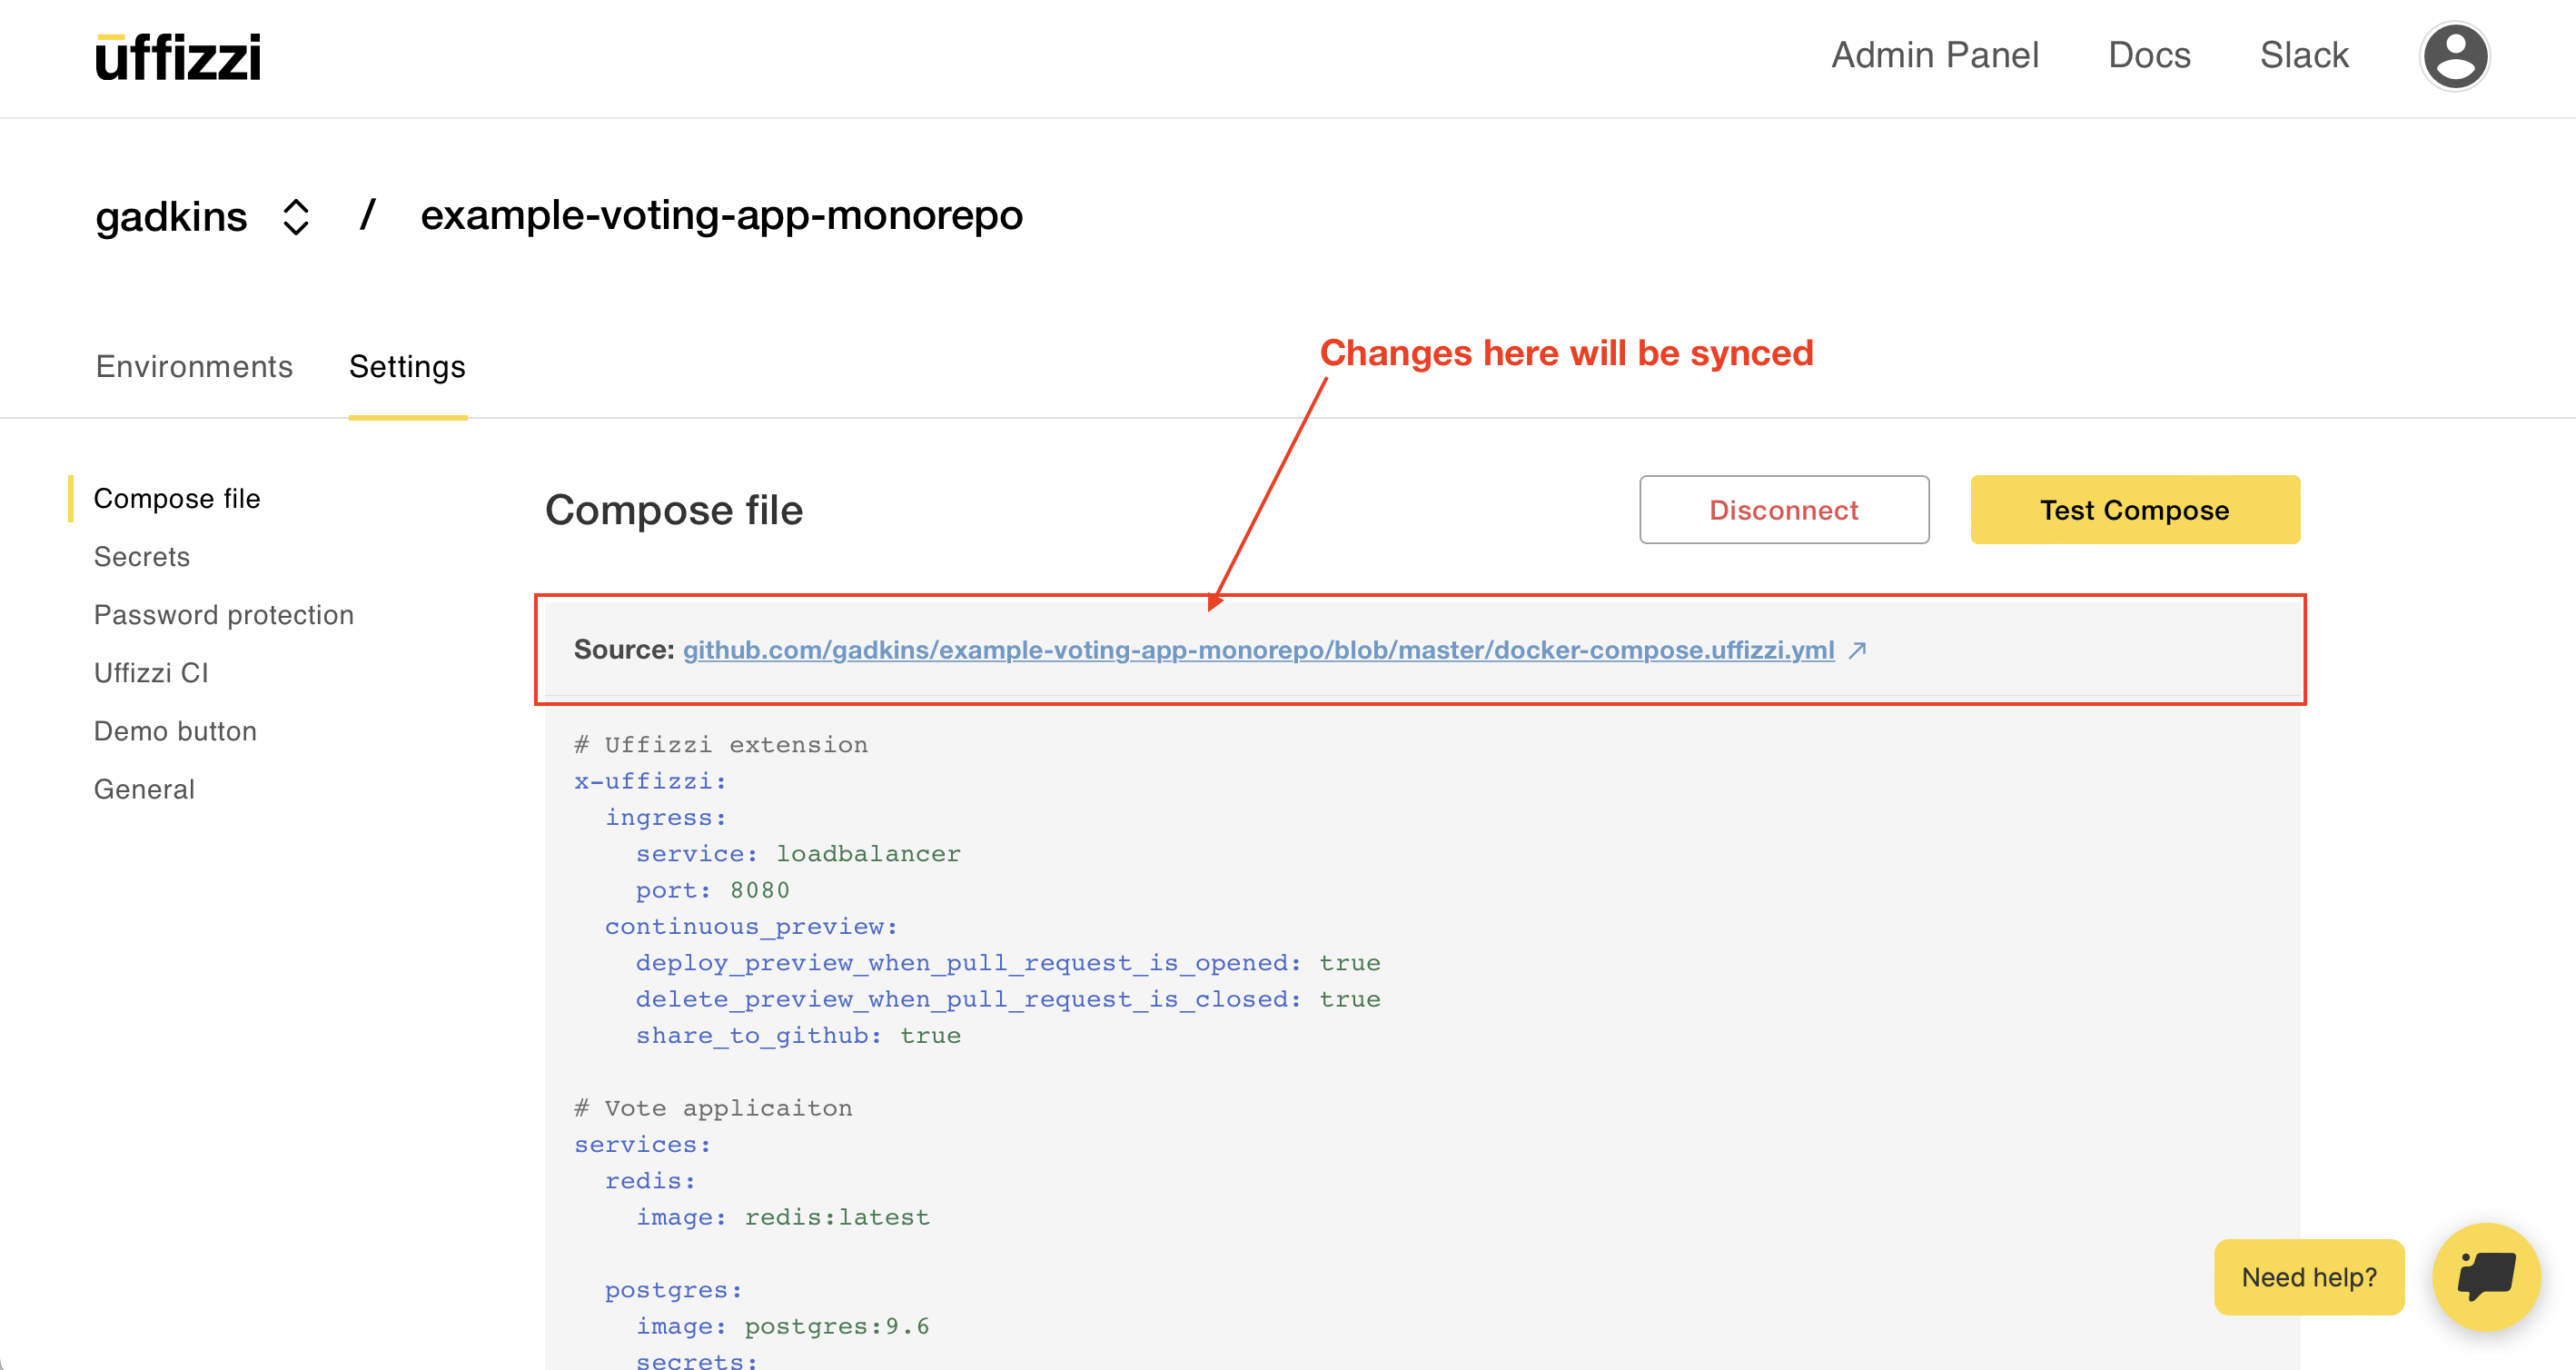 uffizzi
Admin Panel Docs Slack
gadkins / example-voting-app-monorepo
Environments Settings
Changes here will be synced
Compose file
Secrets
Password protection
Uffizzi CI
Demo button
General
Compose file
Disconnect
Test Compose
Source: github.com/gadkins/example-voting-app-monorepo/blob/master/docker-compose.uffizzi.yml
# Uffizzi extension
x-uffizzi:
  ingress:
    service: loadbalancer
    port: 8080
  continuous_preview:
    deploy_preview_when_pull_request_is_opened: true
    delete_preview_when_pull_request_is_closed: true
    share_to_github: true
# Vote applicaiton
services:
  redis:
    image: redis:latest
  postgres:
    image: postgres:9.6
    secrets:
Need help?